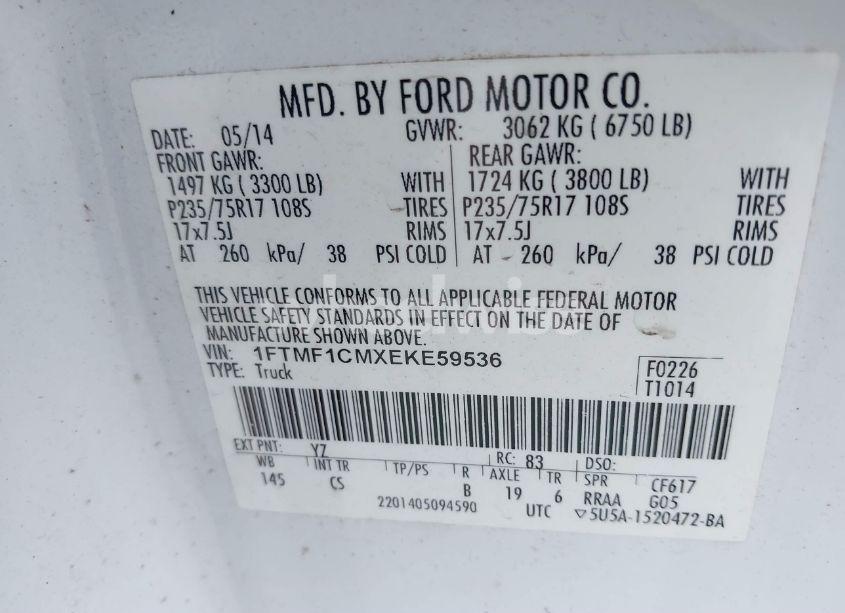 MFD. BY FORD MOTOR CO.
DATE: 05/14 GVWR: 3062 KG ( 6750 LB)
FRONT GAWR: REAR GAWR:
1497 KG ( 3300 LB) WITH 1724 KG ( 3800 LB) WITH
P235/75R17 108S TIRES P235/75R17 108S TIRES
17x7.5J RIMS 17x7.5J RIMS
AT 260 kPa/ 38 PSI COLD AT 260 kPa/ 38 PSI COLD
THIS VEHICLE CONFORMS TO ALL APPLICABLE FEDERAL MOTOR
VEHICLE SAFETY STANDARDS IN EFFECT ON THE DATE OF
MANUFACTURE SHOWN ABOVE.
VIN: 1FTMF1CMXEKE59536 F0226
TYPE: Truck T1014
EXT PNT: YZ RC: 83 DSO:
WB INT TR TP/PS R AXLE TR SPR CF617
145 CS B 19 6 RRAA G05
2201405094590 UTC ▽5U5A-1520472-BA